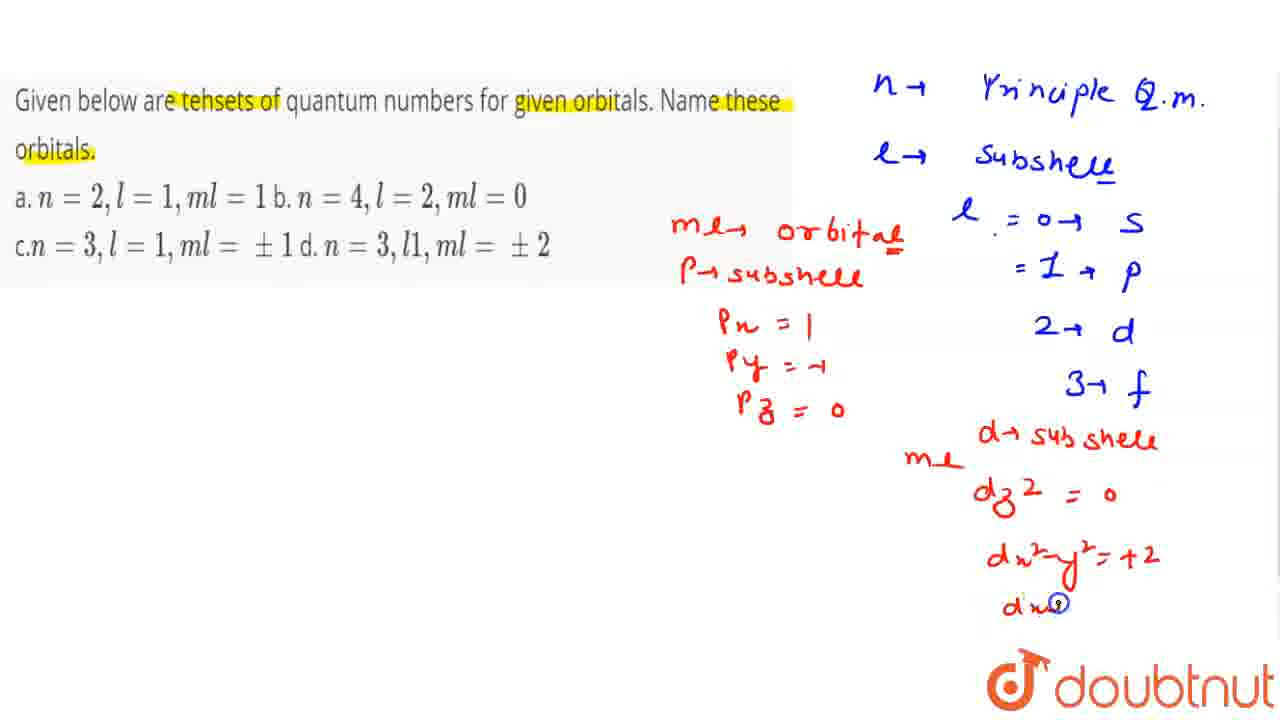 Given below are tehsets of quantum numbers for given orbitals. Name these
orbitals.
a. n = 2, l = 1, ml = 1 b. n = 4, l = 2, ml = 0
c.n = 3, l = 1, ml = ±1 d. n = 3, l1, ml = ±2
n → Principle Q.m.
l → Subshell
l = 0 → s
= 1 → p
2 → d
3 → f
ml → orbital
P → subshell
Px = 1
Py = -1
Pz = 0
d → subshell
ml
dz2 = 0
dx²-y² = +2
doubtnut